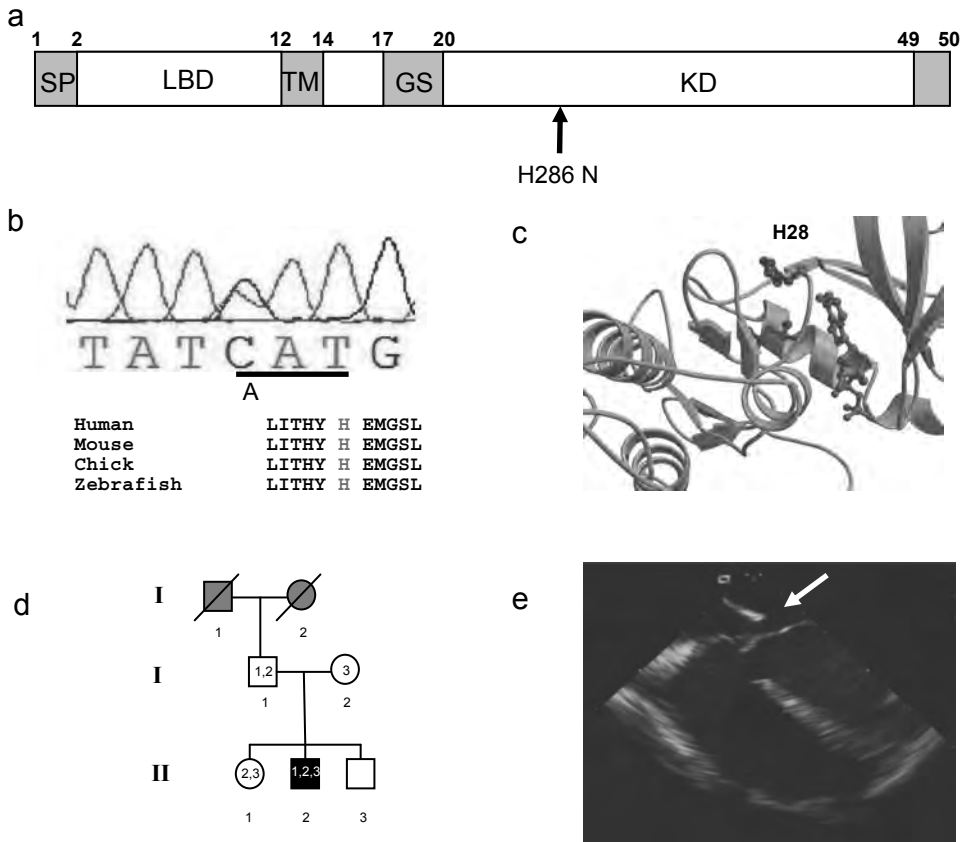 a
1 2 12 14 17 20 49 50
SP LBD TM GS KD
H286 N
b
T A T C A T G
A
Human LITHY H EMGSL
Mouse LITHY H EMGSL
Chick LITHY H EMGSL
Zebrafish LITHY H EMGSL
c
H28
d
I
1 2
I 1,2 3
1 2
II 2,3 1,2,3
1 2 3
e